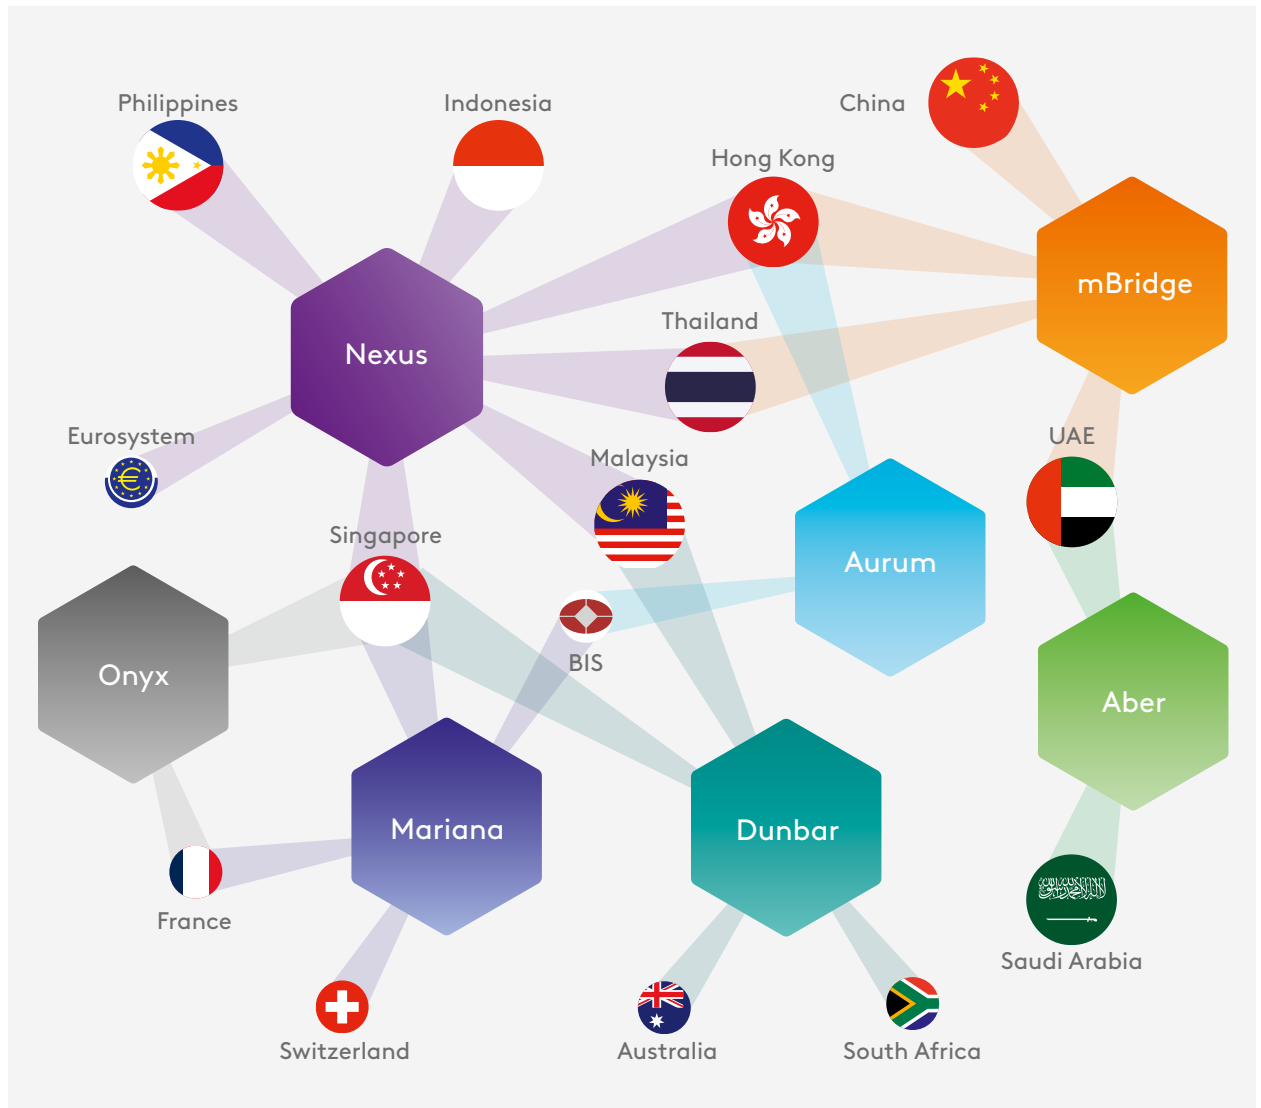 China
Philippines
Indonesia
Hong Kong
mBridge
Thailand
Nexus
Eurosystem
UAE
Malaysia
Singapore
Aurum
BIS
Onyx
Aber
Mariana
Dunbar
France
Saudi Arabia
Switzerland
Australia
South Africa